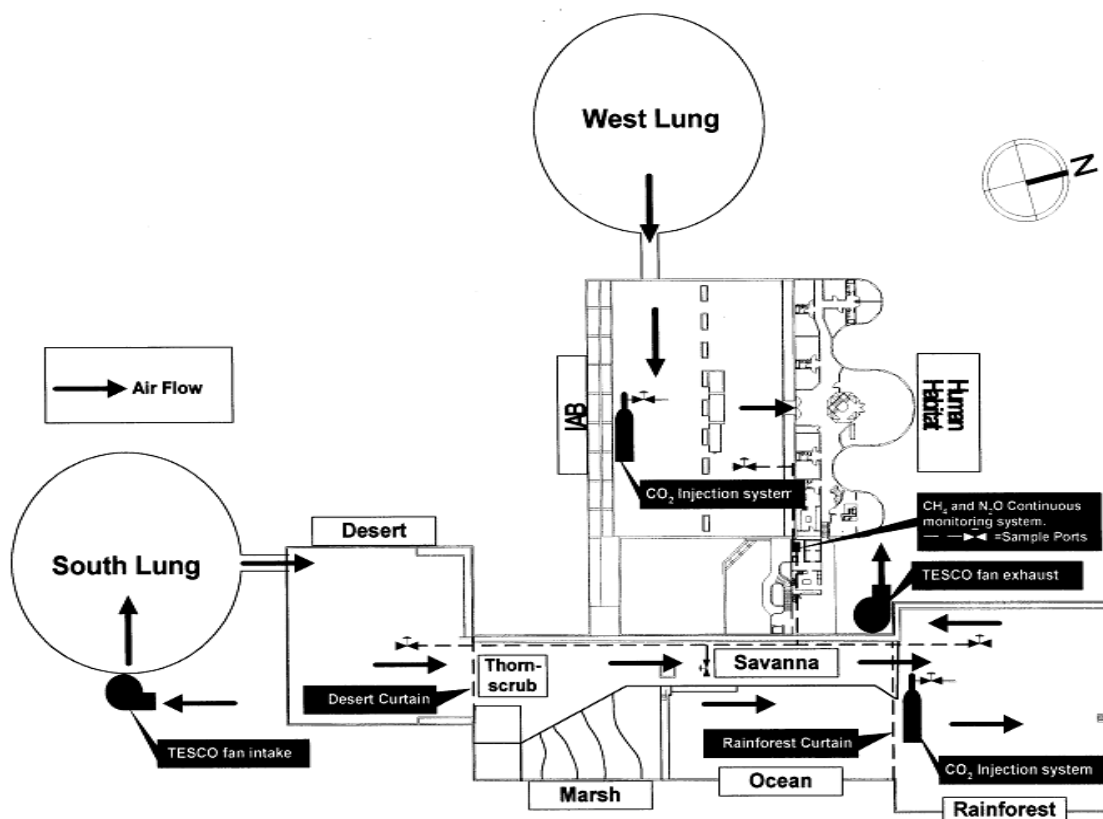 West Lung
N
Air Flow
IAB
Human
Habitat
CO₂ Injection system
CH₄ and N₂O Continuous
monitoring system.
=Sample Ports
Desert
South Lung
TESCO fan exhaust
Thorn-
scrub
Savanna
Desert Curtain
Rainforest Curtain
TESCO fan intake
CO₂ Injection system
Marsh
Ocean
Rainforest